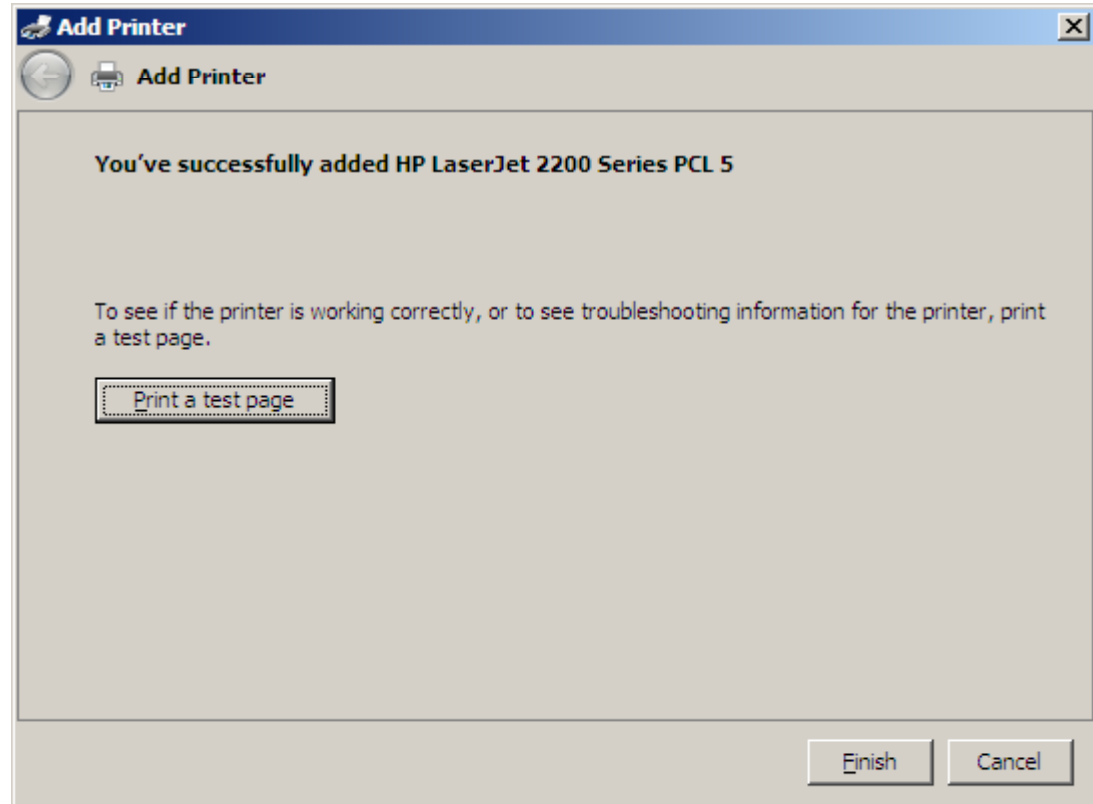 Add Printer
Add Printer
You've successfully added HP LaserJet 2200 Series PCL 5
To see if the printer is working correctly, or to see troubleshooting information for the printer, print
a test page.
Print a test page
Finish Cancel